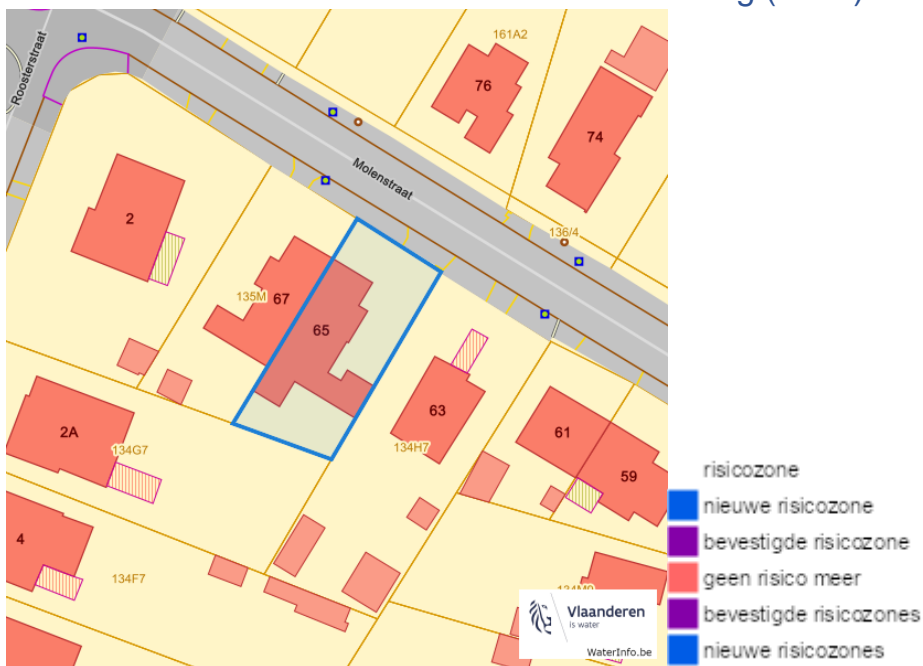 161A2
Roosterstraat
76
74
Molenstraat
2
136/4
135M
67
65
63
61
59
2A
134G7
134H7
4
134F7
Vlaanderen
is water
WaterInfo.be
risicozone
nieuwe risicozone
bevestigde risicozone
geen risico meer
bevestigde risicozones
nieuwe risicozones